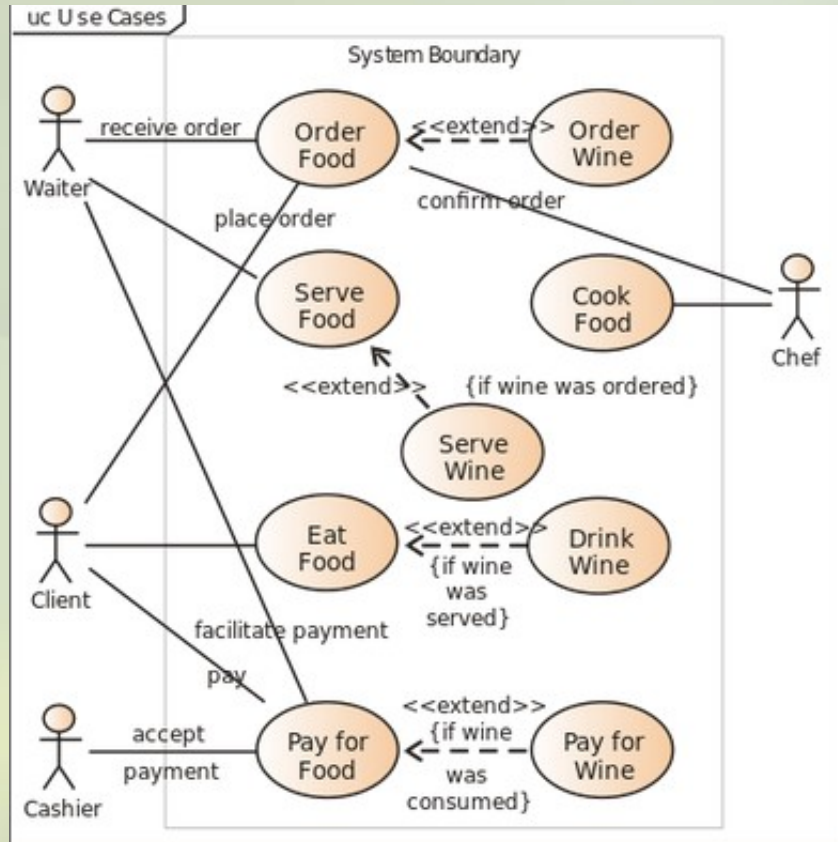 uc Use Cases
System Boundary
receive order
Order
Food
<<extend>>
Order
Wine
Waiter
confirm order
place order
Serve
Food
Cook
Food
Chef
<<extend>>
{if wine was ordered}
Serve
Wine
Eat
Food
<<extend>>
{if wine
was
served}
Drink
Wine
Client
facilitate payment
pay
accept
payment
Cashier
Pay for
Food
<<extend>>
{if wine
was
consumed}
Pay for
Wine